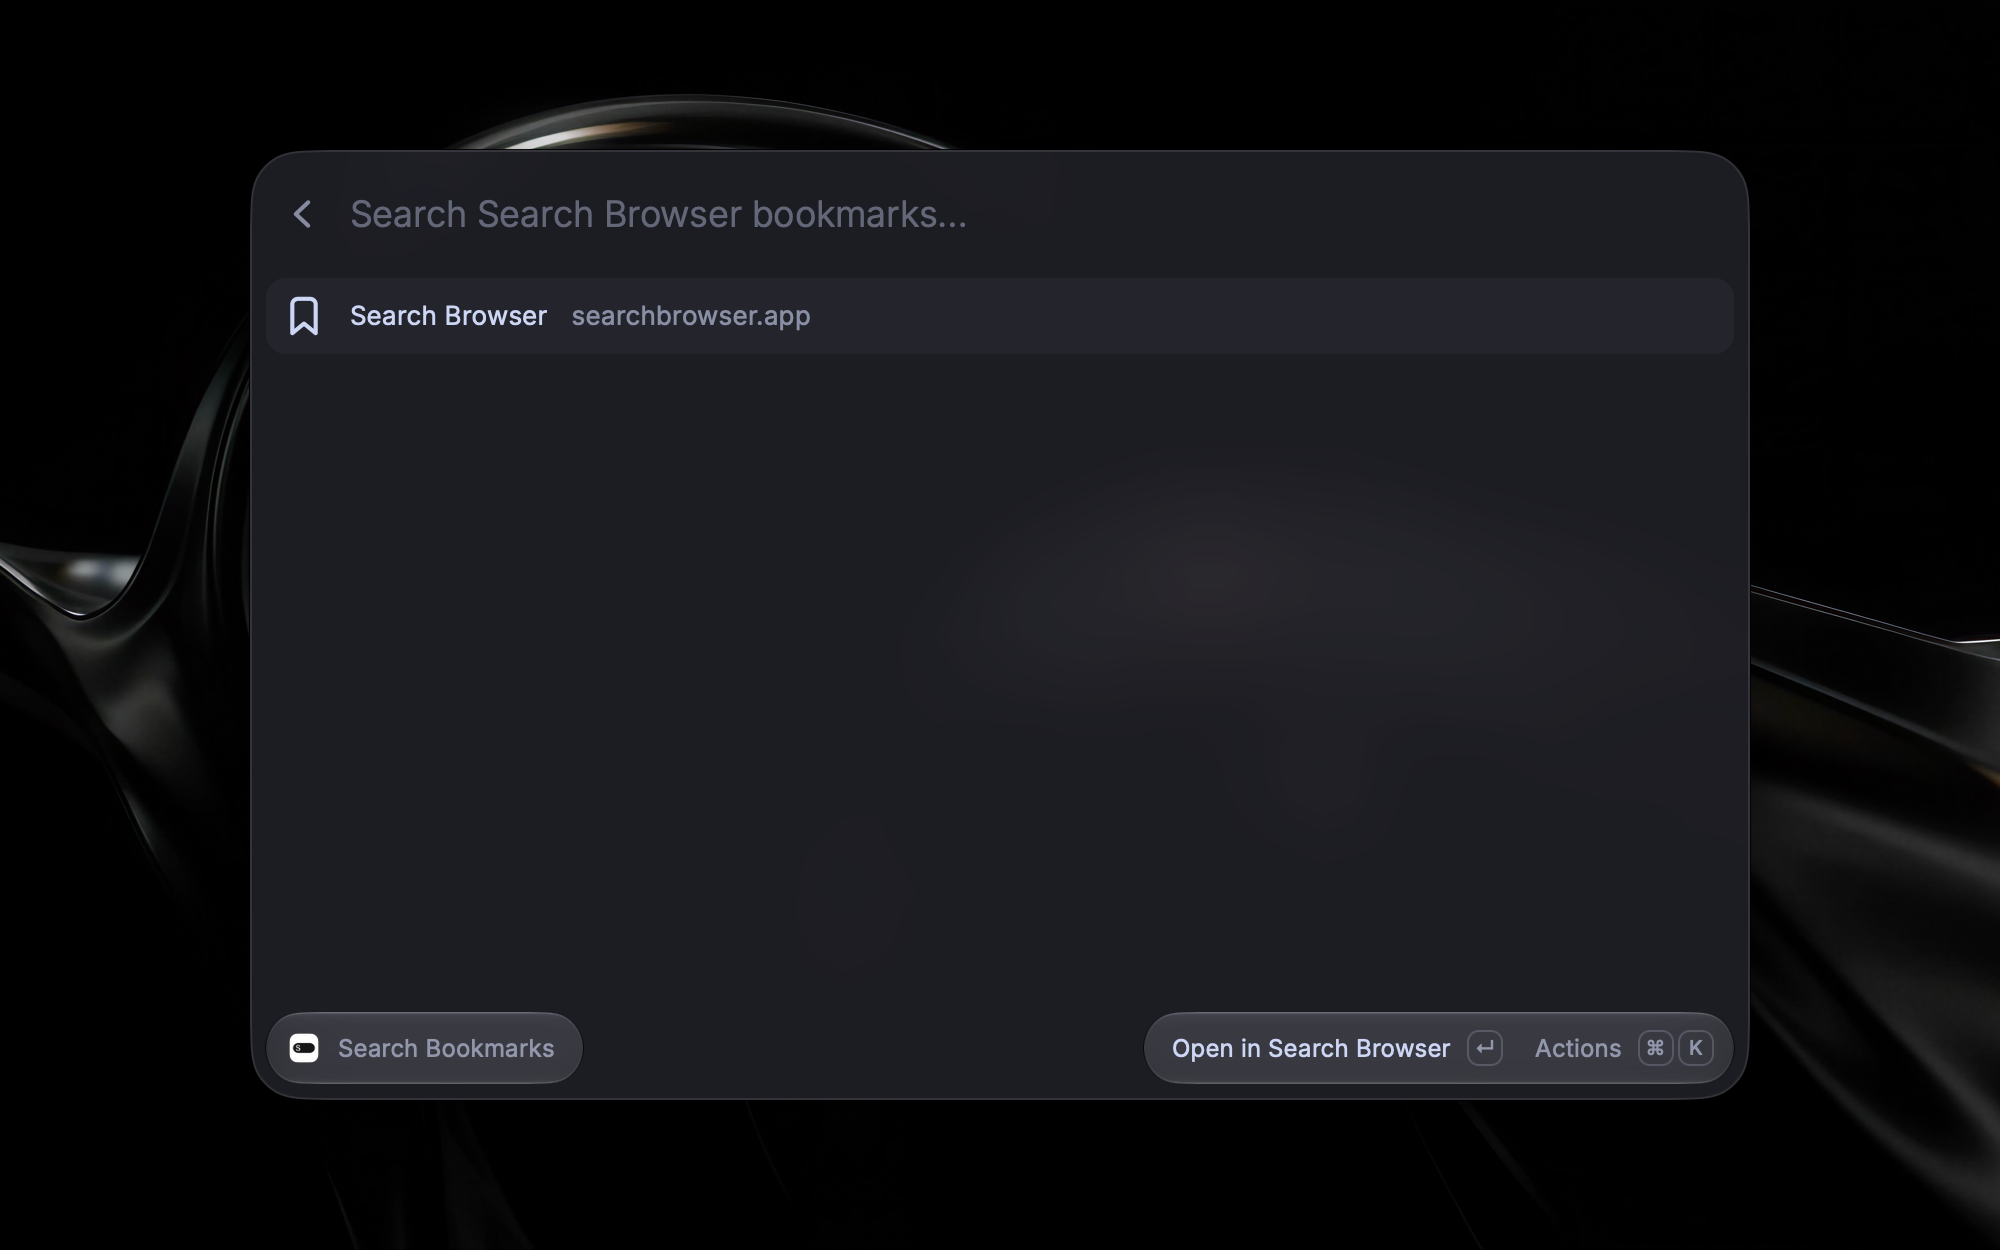 Search Search Browser bookmarks...
Search Browser searchbrowser.app
Search Bookmarks
Open in Search Browser ↵ Actions ⌘ K